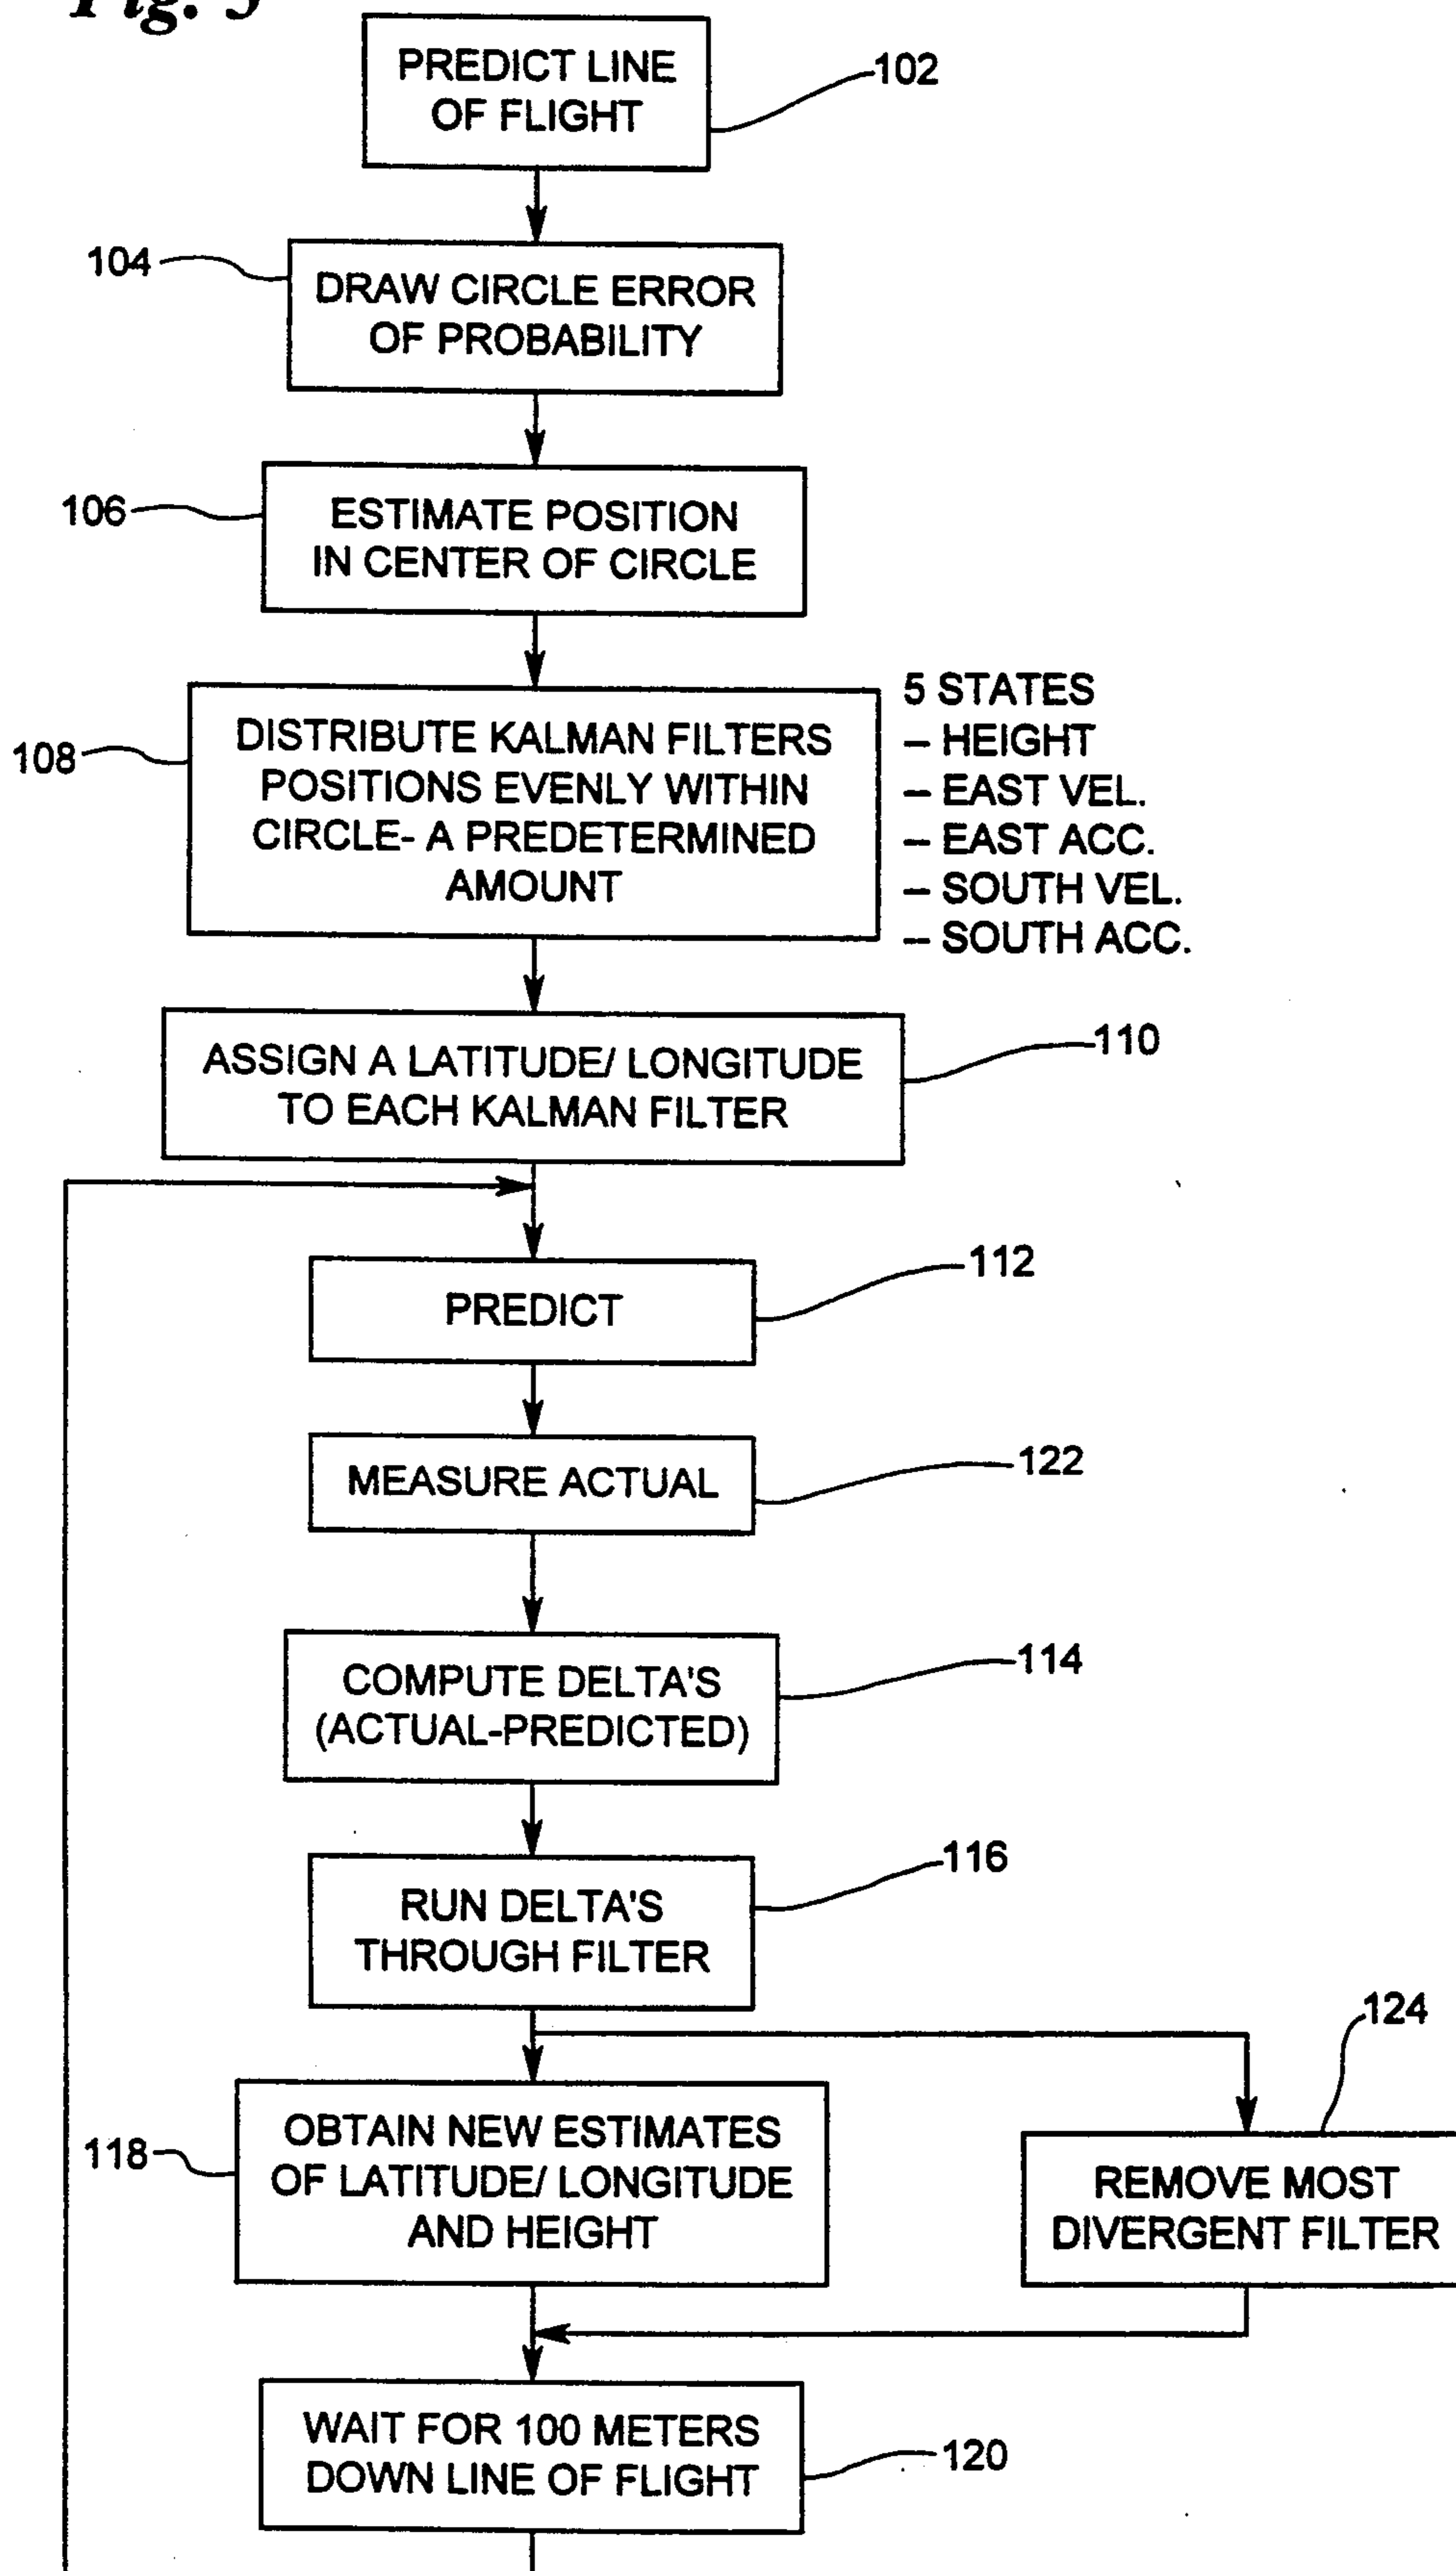 Fig. 5
PREDICT LINE
OF FLIGHT
102
104
DRAW CIRCLE ERROR
OF PROBABILITY
106
ESTIMATE POSITION
IN CENTER OF CIRCLE
108
DISTRIBUTE KALMAN FILTERS
POSITIONS EVENLY WITHIN
CIRCLE- A PREDETERMINED
AMOUNT
5 STATES
– HEIGHT
– EAST VEL.
– EAST ACC.
– SOUTH VEL.
– SOUTH ACC.
ASSIGN A LATITUDE/ LONGITUDE
TO EACH KALMAN FILTER
110
PREDICT
112
MEASURE ACTUAL
122
COMPUTE DELTA'S
(ACTUAL-PREDICTED)
114
RUN DELTA'S
THROUGH FILTER
116
118
OBTAIN NEW ESTIMATES
OF LATITUDE/ LONGITUDE
AND HEIGHT
124
REMOVE MOST
DIVERGENT FILTER
WAIT FOR 100 METERS
DOWN LINE OF FLIGHT
120